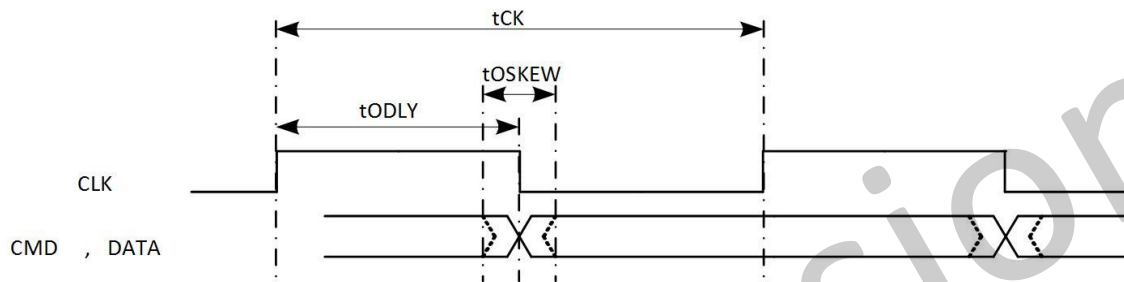 tCK
tOSKEW
tODLY
CLK
CMD , DATA